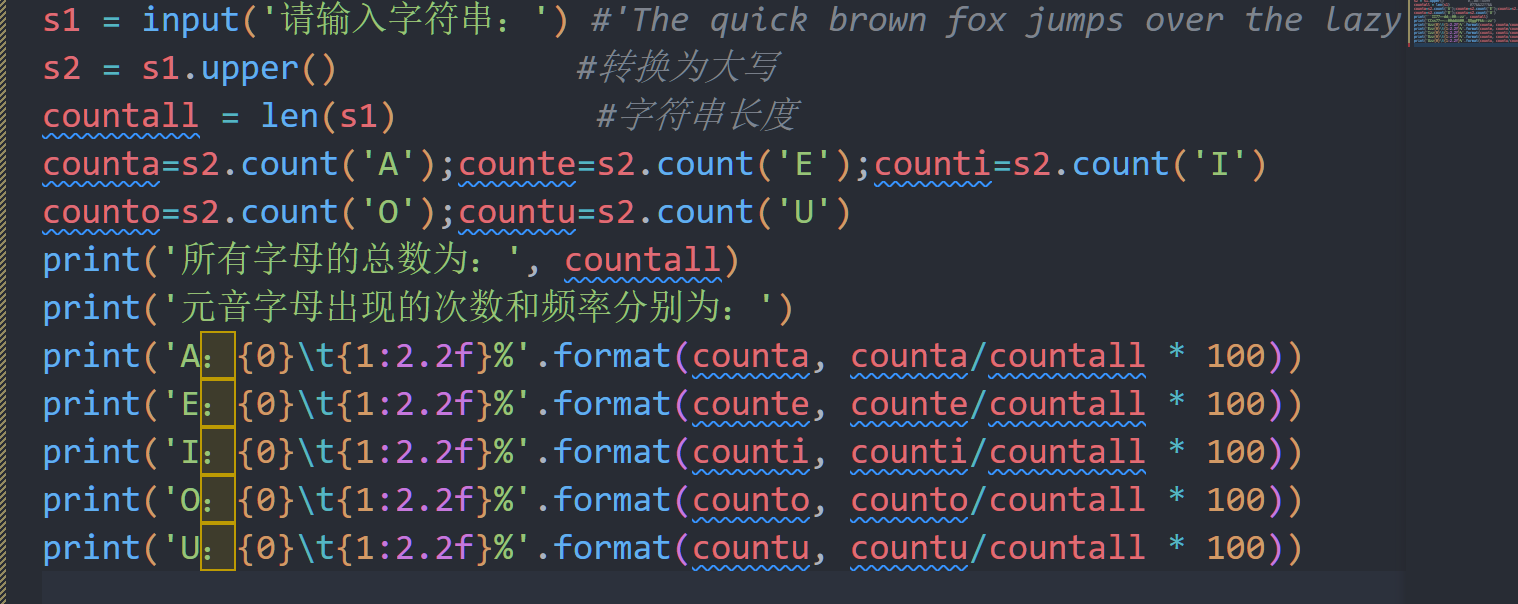 s1 = input('请输入字符串：') #'The quick brown fox jumps over the lazy
s2 = s1.upper()            #转换为大写
countall = len(s1)          #字符串长度
counta=s2.count('A');counte=s2.count('E');counti=s2.count('I')
counto=s2.count('O');countu=s2.count('U')
print('所有字母的总数为：', countall)
print('元音字母出现的次数和频率分别为：')
print('A：{0}\t{1:2.2f}%'.format(counta, counta/countall * 100))
print('E：{0}\t{1:2.2f}%'.format(counte, counte/countall * 100))
print('I：{0}\t{1:2.2f}%'.format(counti, counti/countall * 100))
print('O：{0}\t{1:2.2f}%'.format(counto, counto/countall * 100))
print('U：{0}\t{1:2.2f}%'.format(countu, countu/countall * 100))